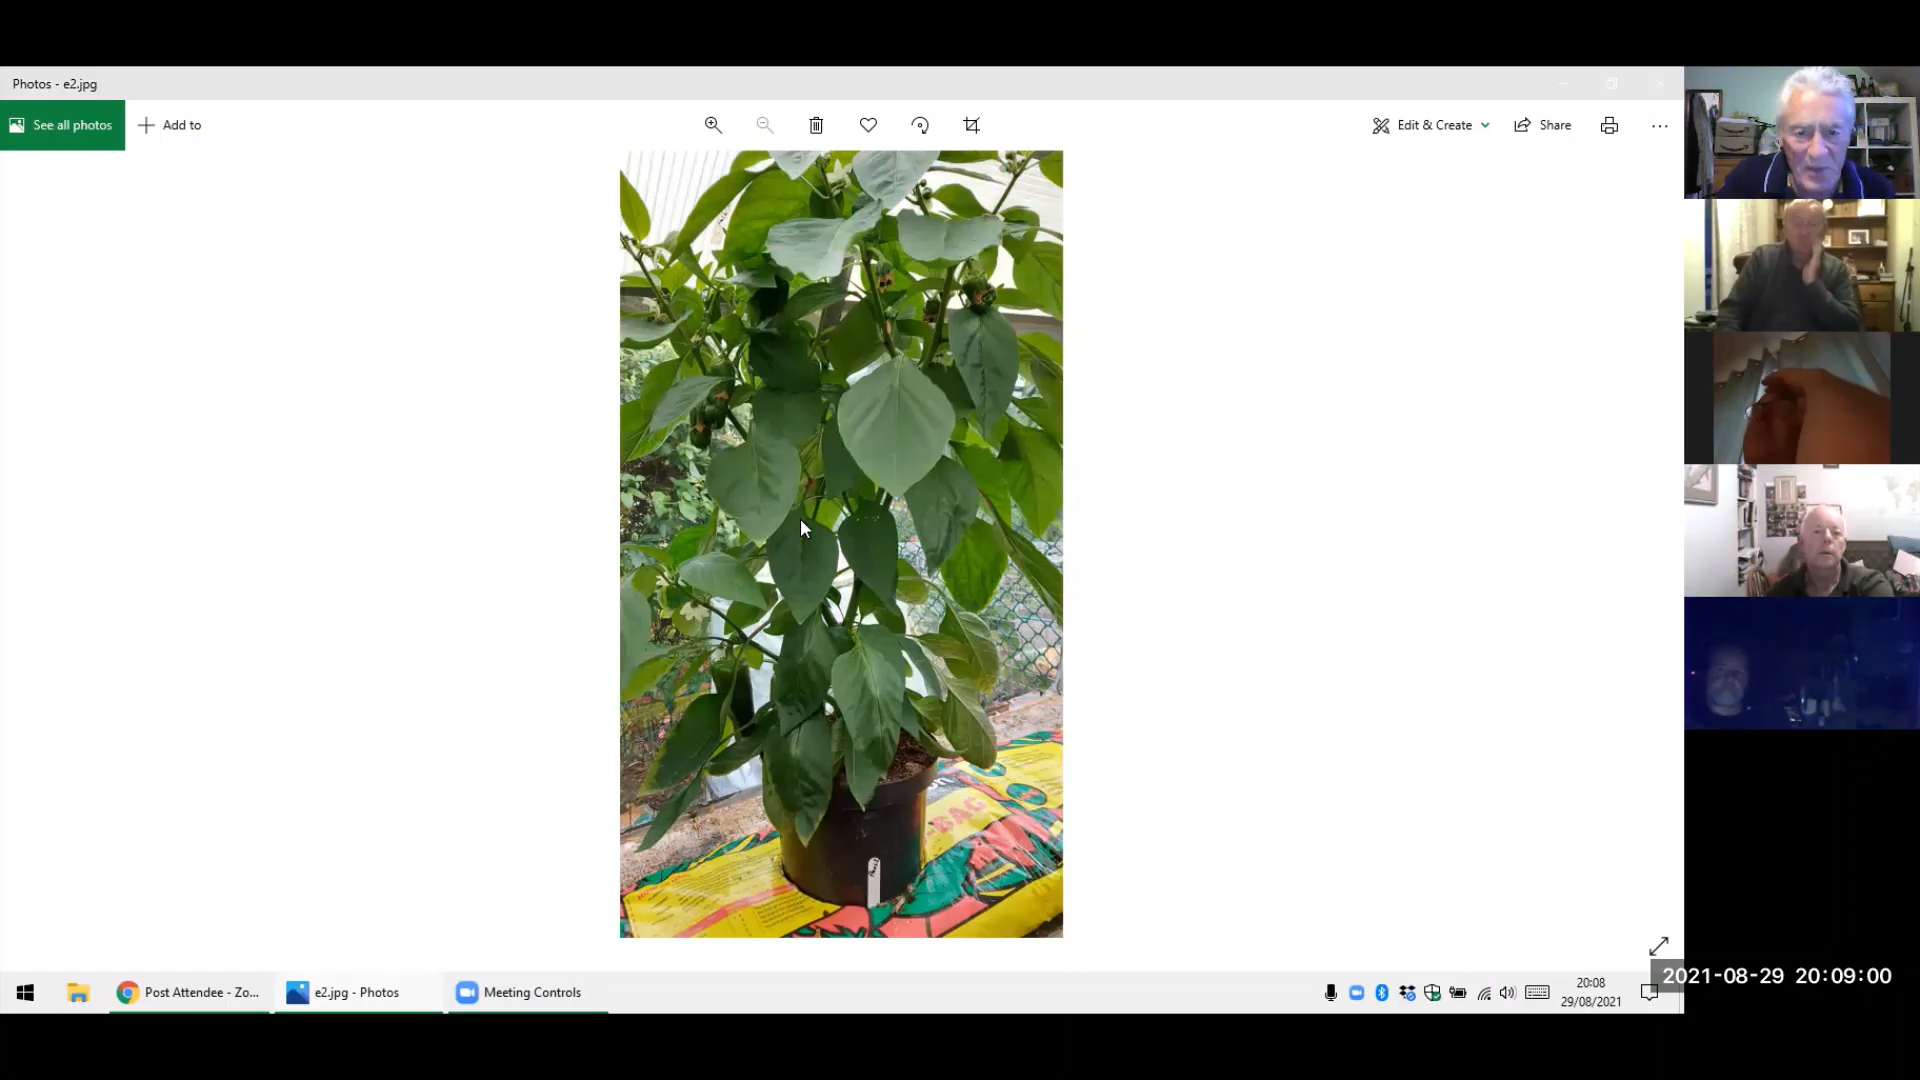 Photos - e2.jpg
See all photos
Add to
Edit & Create
Share
BAG
Post Attendee - Zo...
e2.jpg - Photos
Meeting Controls
20:08
29/08/2021
2021-08-29 20:09:00